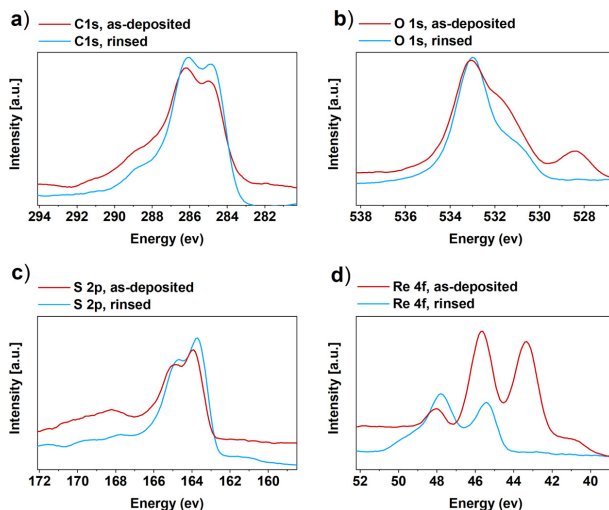 a)
C1s, as-deposited
C1s, rinsed
Intensity [a.u.]
294 292 290 288 286 284 282
Energy (ev)
b)
O 1s, as-deposited
O 1s, rinsed
Intensity [a.u.]
538 536 534 532 530 528
Energy (ev)
c)
S 2p, as-deposited
S 2p, rinsed
Intensity [a.u.]
172 170 168 166 164 162 160
Energy (ev)
d)
Re 4f, as-deposited
Re 4f, rinsed
Intensity [a.u.]
52 50 48 46 44 42 40
Energy (ev)